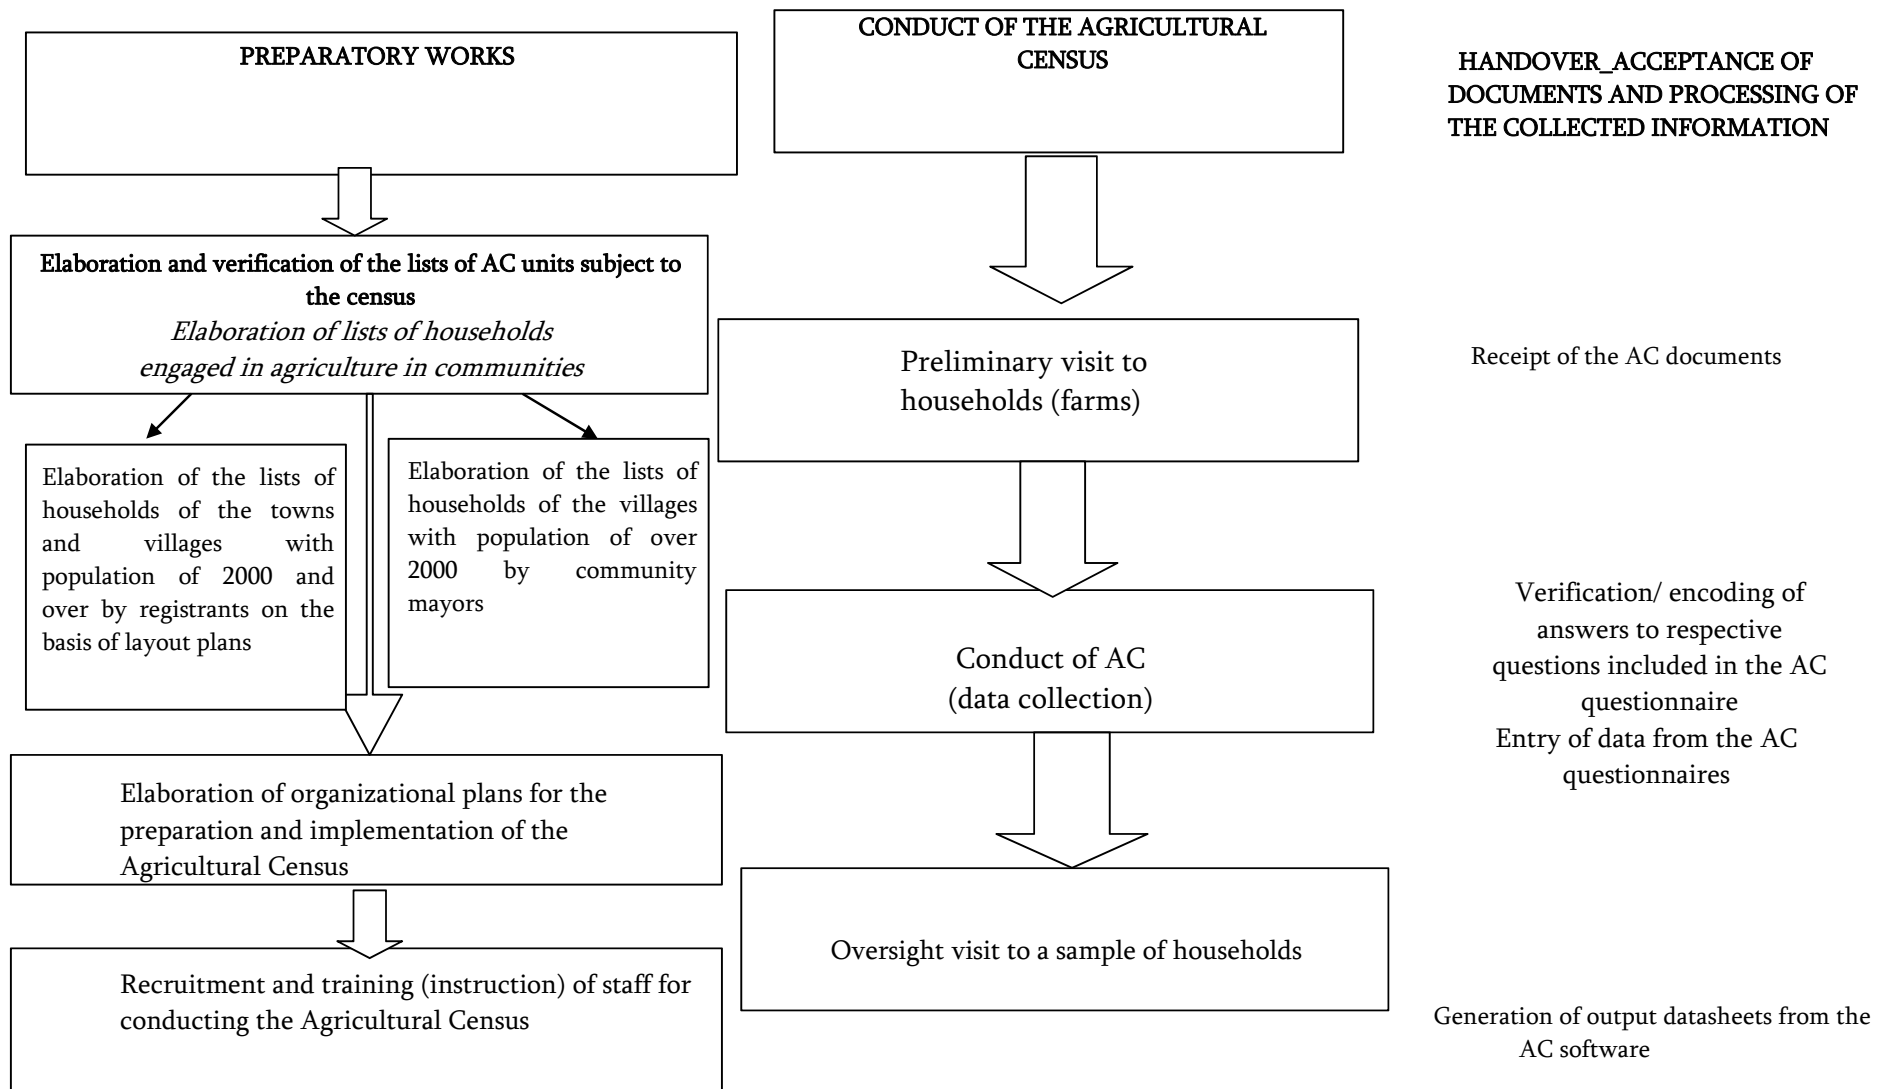 PREPARATORY WORKS
Elaboration and verification of the lists of AC units subject to
the census
Elaboration of lists of households
engaged in agriculture in communities
Elaboration of the lists of
households of the towns
and villages with
population of 2000 and
over by registrants on the
basis of layout plans
Elaboration of the lists of
households of the villages
with population of over
2000 by community
mayors
Elaboration of organizational plans for the
preparation and implementation of the
Agricultural Census
Recruitment and training (instruction) of staff for
conducting the Agricultural Census
CONDUCT OF THE AGRICULTURAL
CENSUS
Preliminary visit to
households (farms)
Conduct of AC
(data collection)
Oversight visit to a sample of households
HANDOVER_ACCEPTANCE OF
DOCUMENTS AND PROCESSING OF
THE COLLECTED INFORMATION
Receipt of the AC documents
Verification/ encoding of
answers to respective
questions included in the AC
questionnaire
Entry of data from the AC
questionnaires
Generation of output datasheets from the
AC software